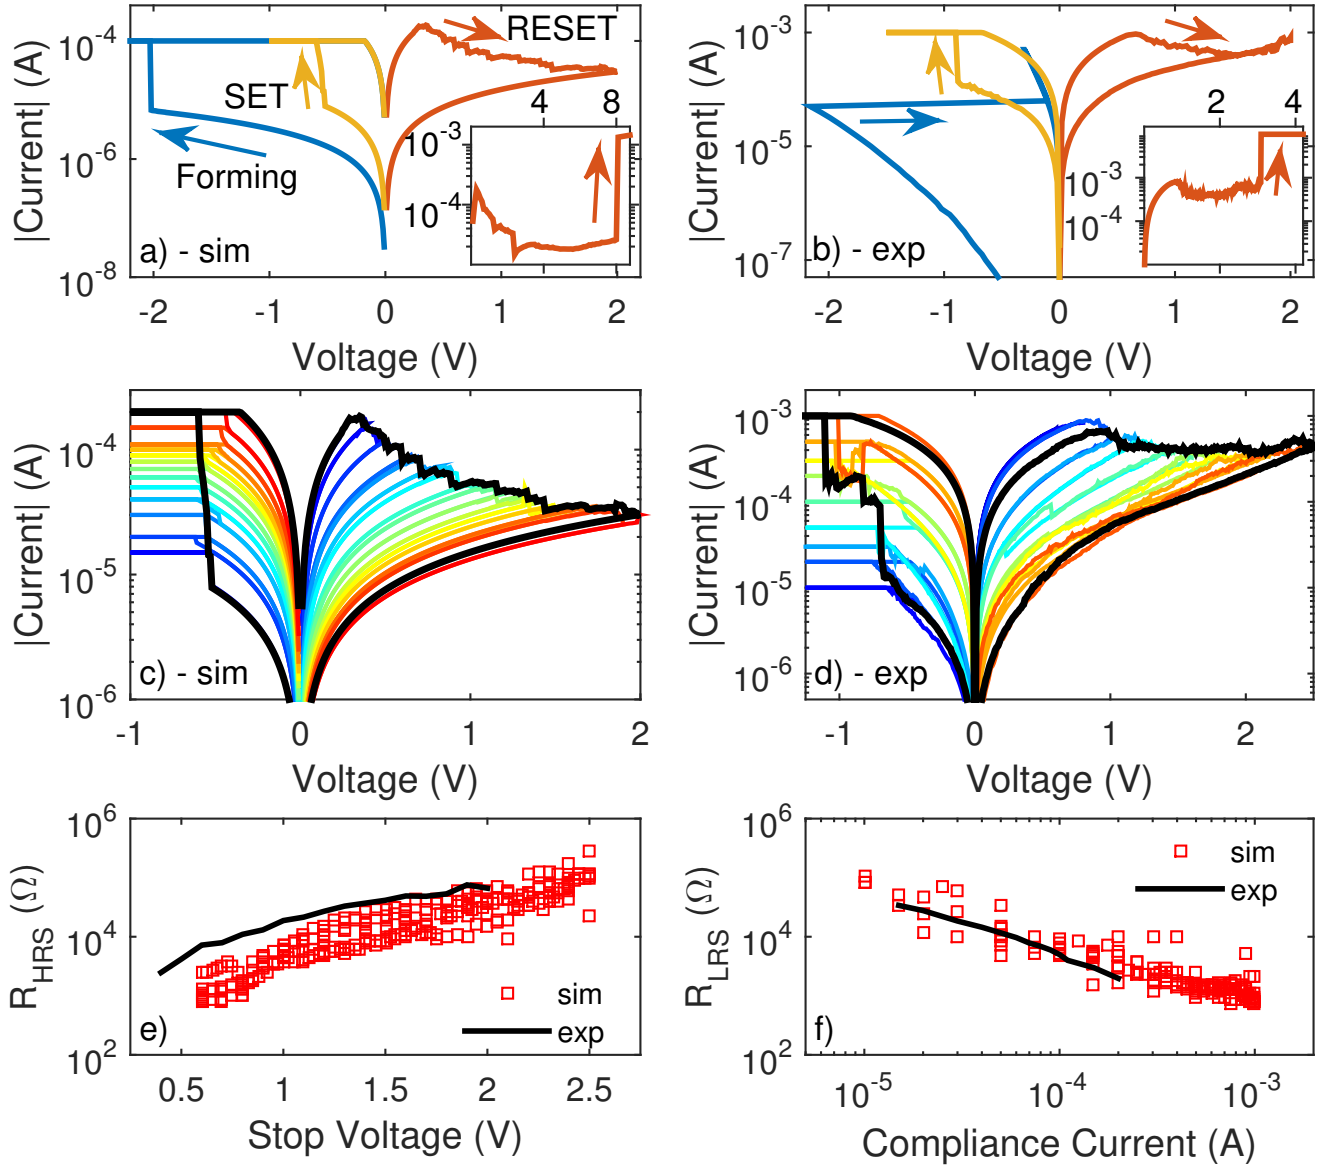 10^-4
10^-6
10^-8
|Current| (A)
RESET
SET
Forming
4 8
10^-3
10^-4
a) - sim
-2 -1 0 1 2
Voltage (V)
10^-3
10^-5
10^-7
|Current| (A)
2 4
10^-3
10^-4
b) - exp
-2 -1 0 1 2
Voltage (V)
10^-4
10^-5
10^-6
|Current| (A)
c) - sim
-1 0 1 2
Voltage (V)
10^-3
10^-4
10^-5
10^-6
|Current| (A)
d) - exp
-1 0 1 2
Voltage (V)
10^6
10^4
10^2
R_HRS (Ω)
sim
exp
e)
0.5 1 1.5 2 2.5
Stop Voltage (V)
10^6
10^4
10^2
R_LRS (Ω)
sim
exp
f)
10^-5 10^-4 10^-3
Compliance Current (A)